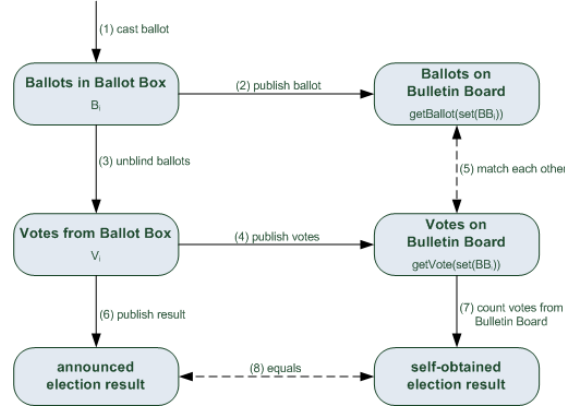 (1) cast ballot
Ballots in Ballot Box
Bᵢ
(2) publish ballot
Ballots on
Bulletin Board
getBallot(set(BBᵢ))
(3) unblind ballots
(5) match each other
Votes from Ballot Box
Vᵢ
(4) publish votes
Votes on
Bulletin Board
getVote(set(BBᵢ))
(6) publish result
(7) count votes from
Bulletin Board
announced
election result
(8) equals
self-obtained
election result